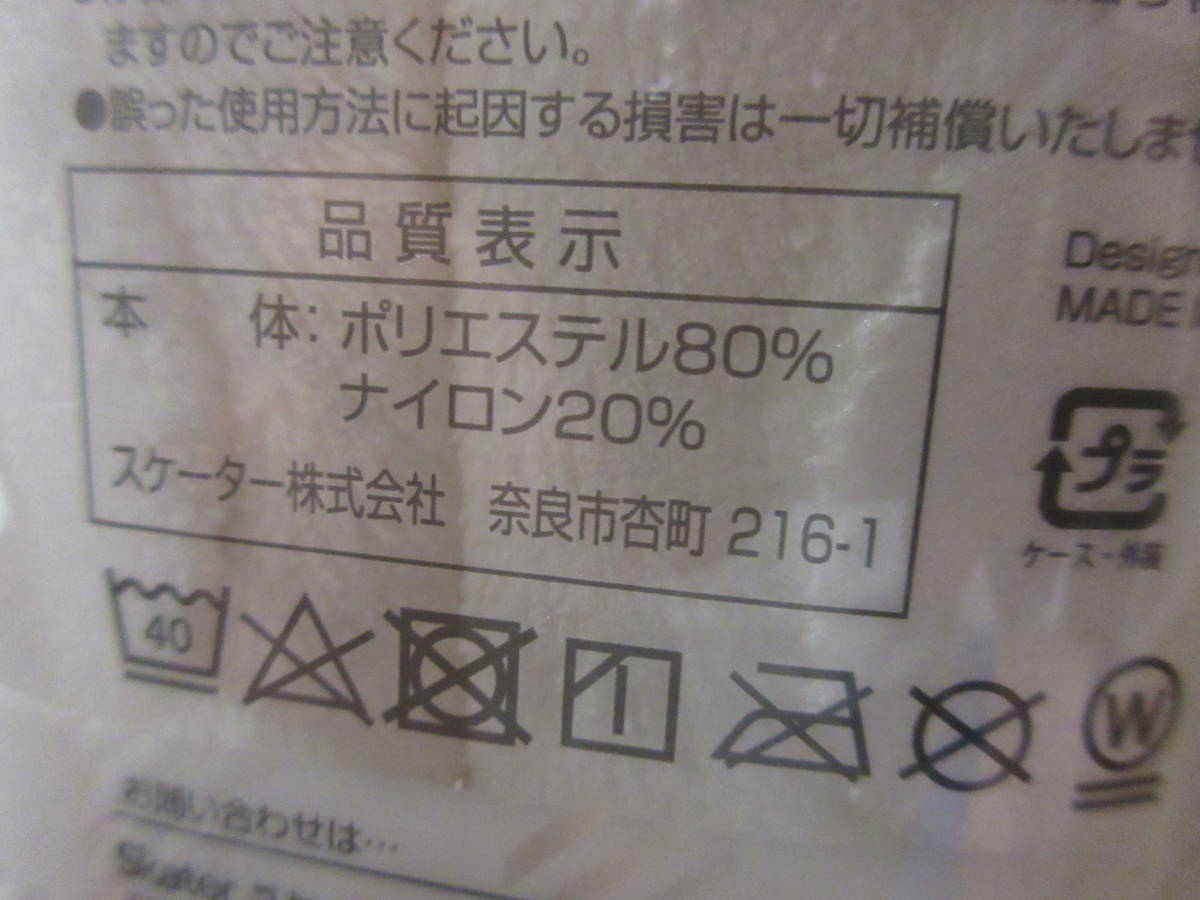 ますのでご注意ください。
●誤った使用方法に起因する損害は一切補償いたしませ
品質表示
本 体：ポリエステル80%
ナイロン20%
スケーター株式会社 奈良市杏町 216-1
Design
MADE
プラ
ケース・外装
40
W
お問い合わせは…
Skater